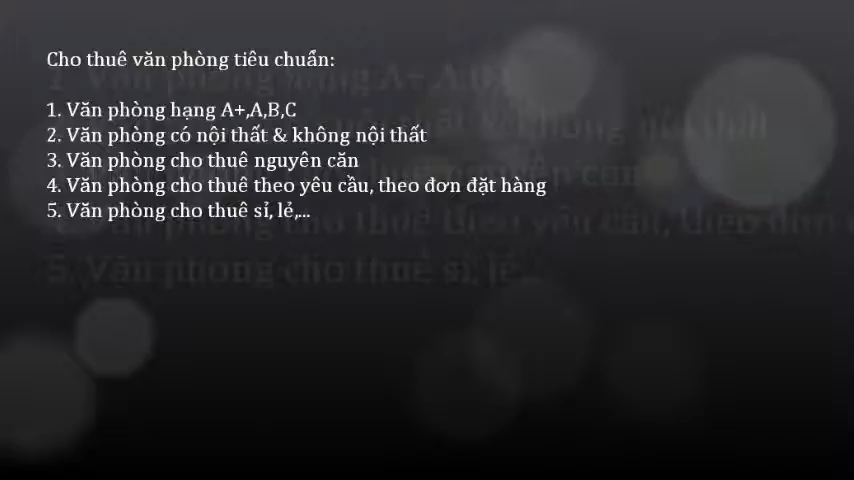 Cho thuê văn phòng tiêu chuẩn:
1. Văn phòng hạng A+,A,B,C
2. Văn phòng có nội thất & không nội thất
3. Văn phòng cho thuê nguyên căn
4. Văn phòng cho thuê theo yêu cầu, theo đơn đặt hàng
5. Văn phòng cho thuê sỉ, lẻ,...